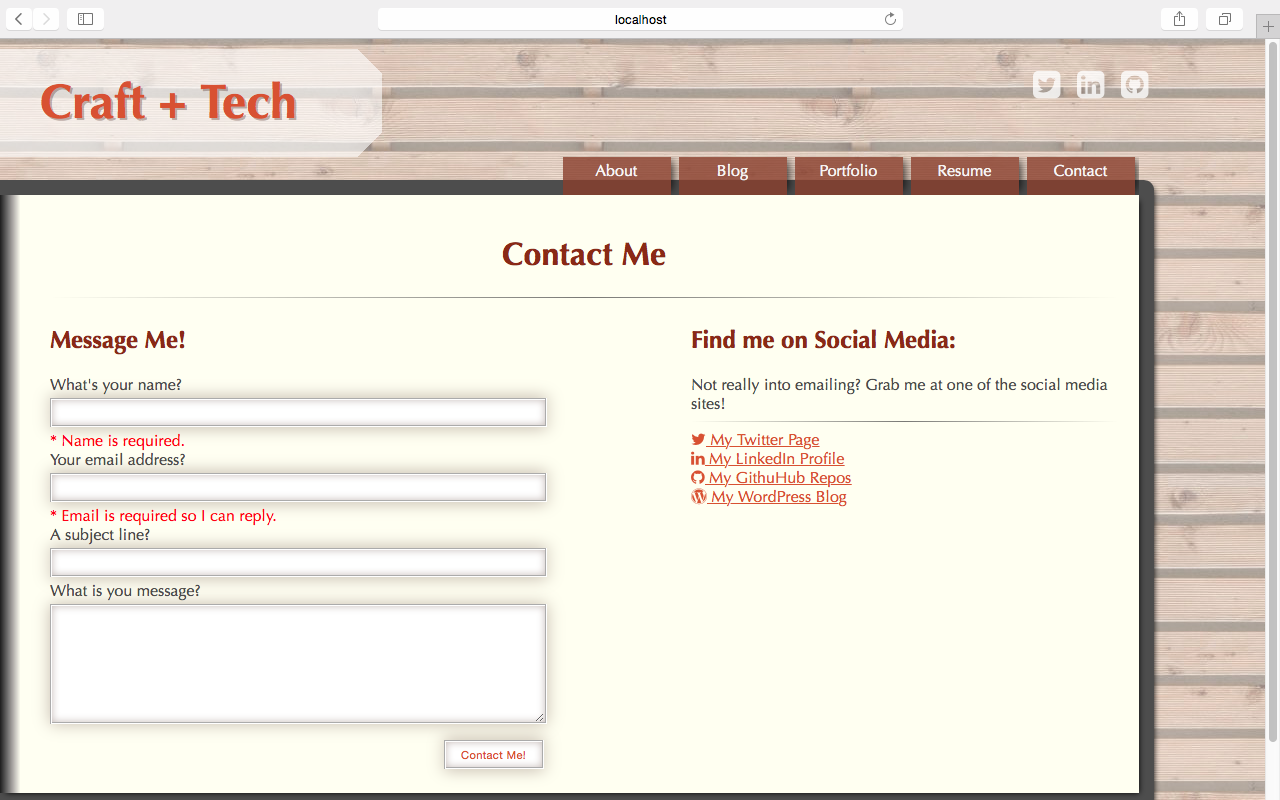 localhost
Craft + Tech
About
Blog
Portfolio
Resume
Contact
Contact Me
Message Me!
What's your name?
* Name is required.
Your email address?
* Email is required so I can reply.
A subject line?
What is you message?
Contact Me!
Find me on Social Media:
Not really into emailing? Grab me at one of the social media
sites!
My Twitter Page
My LinkedIn Profile
My GithuHub Repos
My WordPress Blog